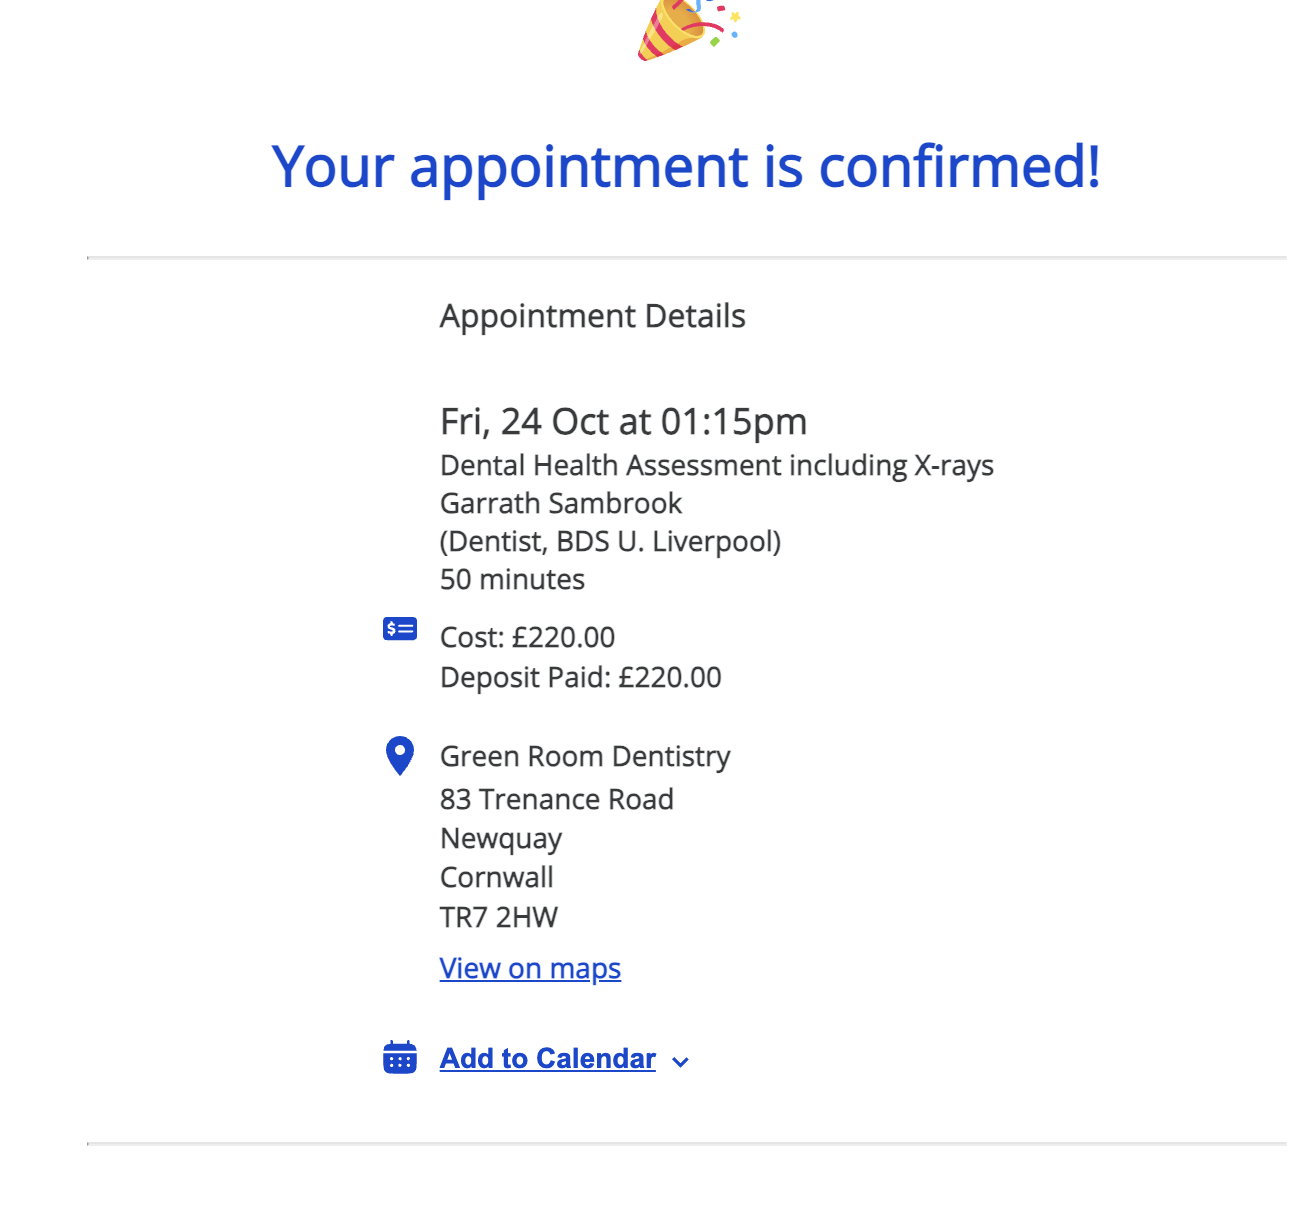 Your appointment is confirmed!
Appointment Details
Fri, 24 Oct at 01:15pm
Dental Health Assessment including X-rays
Garrath Sambrook
(Dentist, BDS U. Liverpool)
50 minutes
Cost: £220.00
Deposit Paid: £220.00
Green Room Dentistry
83 Trenance Road
Newquay
Cornwall
TR7 2HW
View on maps
Add to Calendar